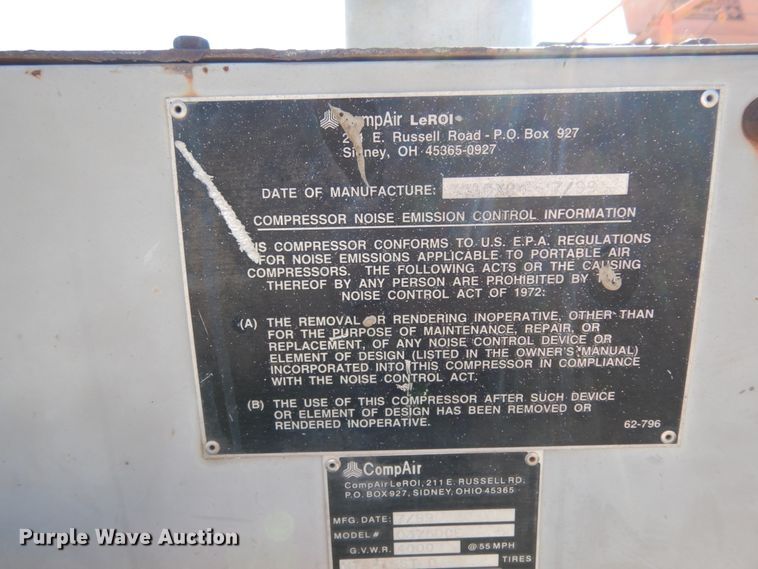 CompAir LeROI
E. Russell Road - P.O. Box 927
Sidney, OH 45365-0927
DATE OF MANUFACTURE: 7/99
COMPRESSOR NOISE EMISSION CONTROL INFORMATION
COMPRESSOR CONFORMS TO U.S. E.P.A. REGULATIONS
FOR NOISE EMISSIONS APPLICABLE TO PORTABLE AIR
COMPRESSORS. THE FOLLOWING ACTS OR THE CAUSING
THEREOF BY ANY PERSON ARE PROHIBITED BY
NOISE CONTROL ACT OF 1972:
(A) THE REMOVAL OR RENDERING INOPERATIVE, OTHER THAN
FOR THE PURPOSE OF MAINTENANCE, REPAIR, OR
REPLACEMENT, OF ANY NOISE CONTROL DEVICE OR
ELEMENT OF DESIGN (LISTED IN THE OWNER'S MANUAL)
INCORPORATED INTO THIS COMPRESSOR IN COMPLIANCE
WITH THE NOISE CONTROL ACT.
(B) THE USE OF THIS COMPRESSOR AFTER SUCH DEVICE
OR ELEMENT OF DESIGN HAS BEEN REMOVED OR
RENDERED INOPERATIVE.
62-796
CompAir
CompAir LeROI, 211 E. RUSSELL RD.
P.O. BOX 927, SIDNEY, OHIO 45365
MFG. DATE: 7/99
MODEL #
G.V.W.R. @ 55 MPH
TIRES
Purple Wave Auction